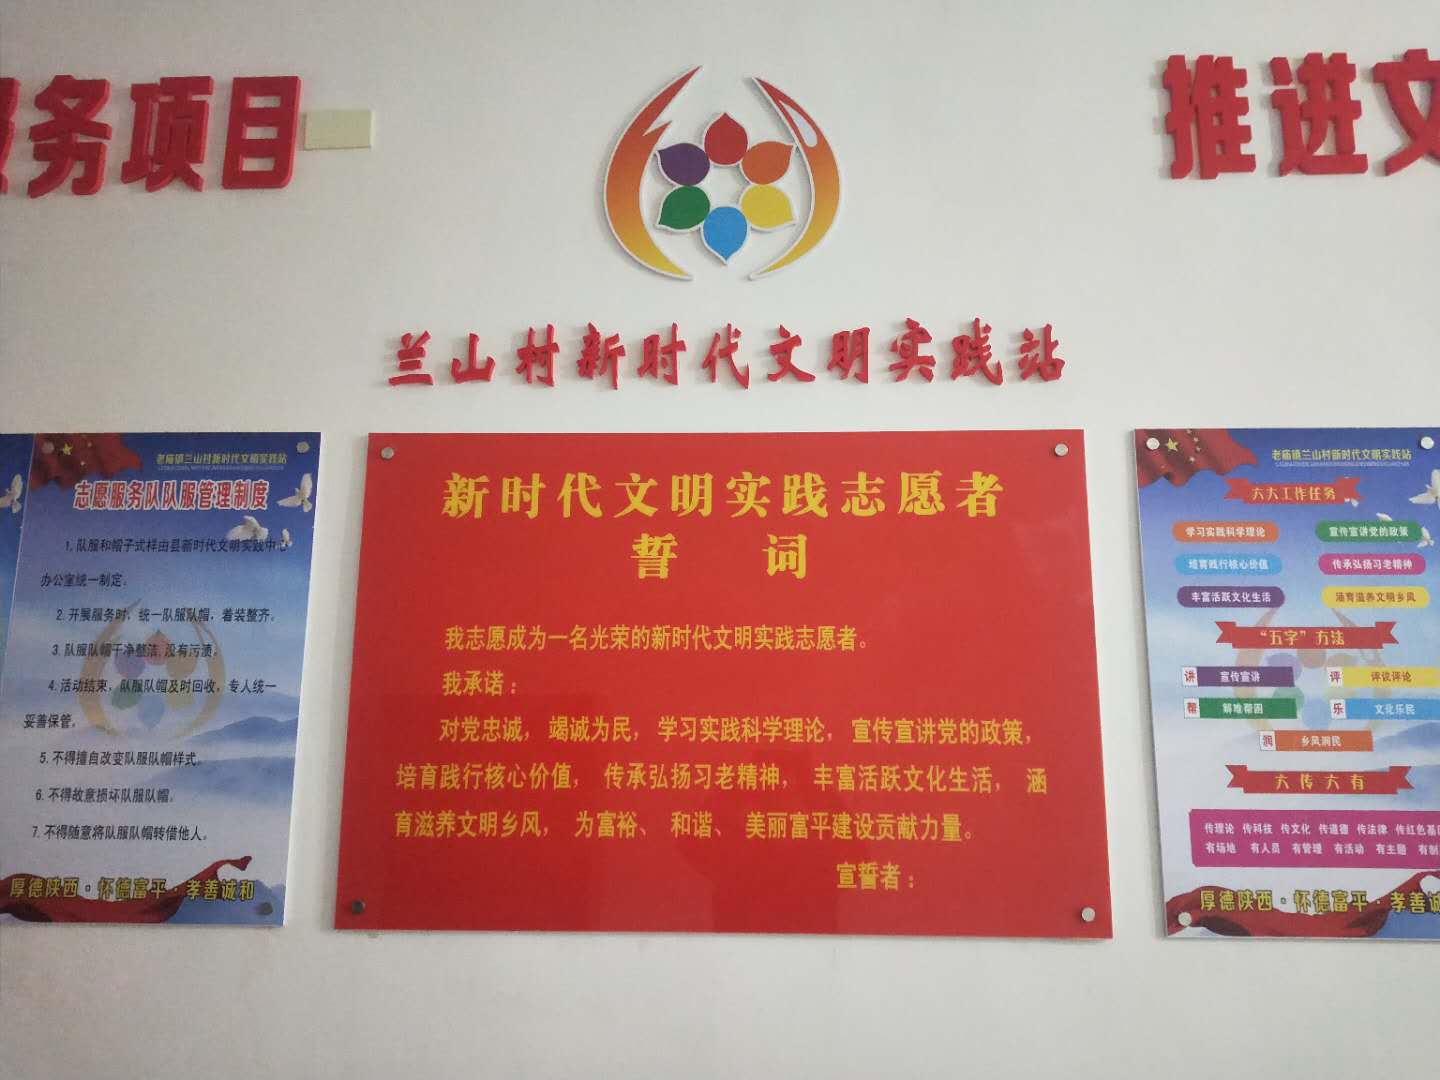 服务项目
推进文
兰山村新时代文明实践站
老庙镇兰山村新时代文明实践站
志愿服务队队服管理制度
1.队服和帽子式样由县新时代文明实践中心
办公室统一制定。
2.开展服务时，统一队服队帽，着装整齐。
3.队服队帽干净整洁,没有污渍。
4.活动结束，队服队帽及时回收，专人统一
妥善保管。
5.不得擅自改变队服队帽样式。
6.不得故意损坏队服队帽。
7.不得随意将队服队帽转借他人。
厚德陕西·怀德富平·孝善诚和
新时代文明实践志愿者
誓 词
我志愿成为一名光荣的新时代文明实践志愿者。
我承诺：
对党忠诚，竭诚为民，学习实践科学理论，宣传宣讲党的政策，
培育践行核心价值，传承弘扬习老精神，丰富活跃文化生活，涵
育滋养文明乡风，为富裕、和谐、美丽富平建设贡献力量。
宣誓者：
老庙镇兰山村新时代文明实践站
六大工作任务
学习实践科学理论 宣传宣讲党的政策
培育践行核心价值 传承弘扬习老精神
丰富活跃文化生活 涵育滋养文明乡风
“五字”方法
讲 宣传宣讲 评 评议评论
帮 解难帮困 乐 文化乐民
润 乡风润民
六传六有
传理论 传科技 传文化 传道德 传法律 传红色基
有场地 有人员 有管理 有活动 有主题 有制
厚德陕西·怀德富平·孝善诚